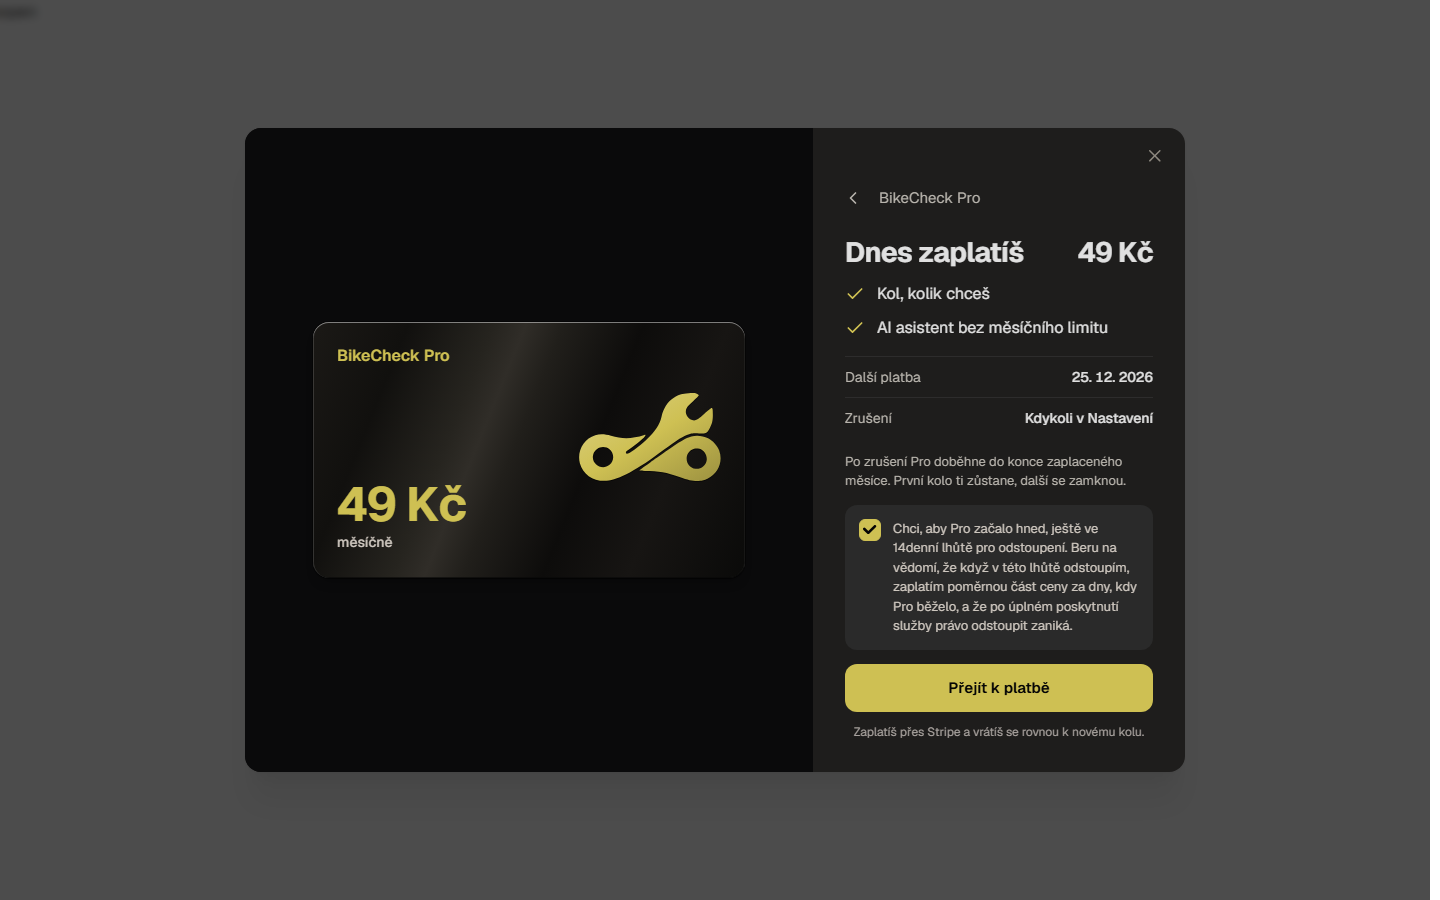 BikeCheck Pro
49 Kč
měsíčně
BikeCheck Pro
Dnes zaplatíš 49 Kč
Kol, kolik chceš
AI asistent bez měsíčního limitu
Další platba 25. 12. 2026
Zrušení Kdykoli v Nastavení
Po zrušení Pro doběhne do konce zaplaceného
měsíce. První kolo ti zůstane, další se zamknou.
Chci, aby Pro začalo hned, ještě ve
14denní lhůtě pro odstoupení. Beru na
vědomí, že když v této lhůtě odstoupím,
zaplatím poměrnou část ceny za dny, kdy
Pro běželo, a že po úplném poskytnutí
služby právo odstoupit zaniká.
Přejít k platbě
Zaplatíš přes Stripe a vrátíš se rovnou k novému kolu.